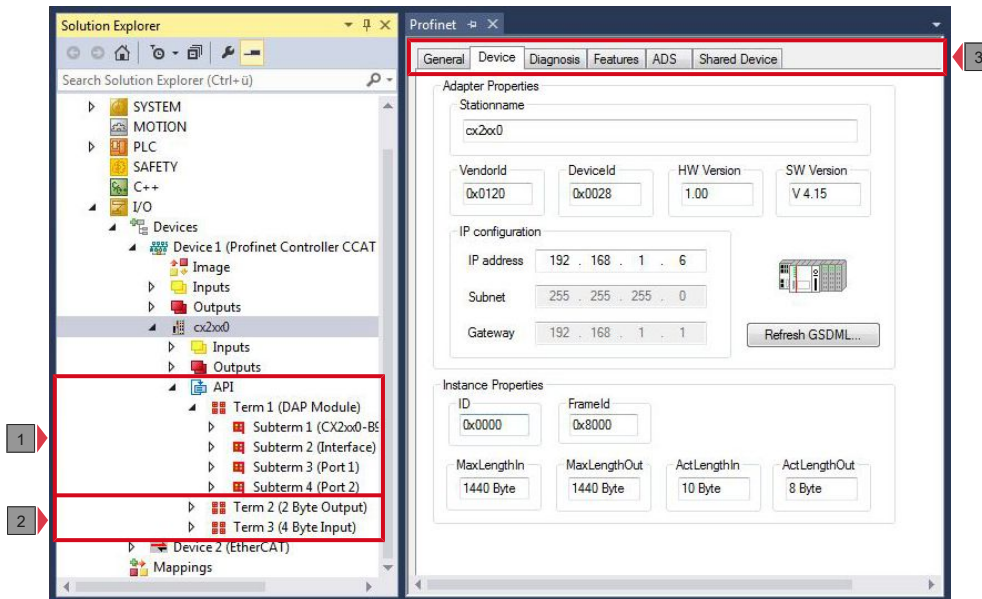 Solution Explorer
Search Solution Explorer (Ctrl+ü)
SYSTEM
MOTION
PLC
SAFETY
C++
I/O
Devices
Device 1 (Profinet Controller CCAT
Image
Inputs
Outputs
cx2xx0
Inputs
Outputs
API
Term 1 (DAP Module)
Subterm 1 (CX2xx0-B9
Subterm 2 (Interface)
Subterm 3 (Port 1)
Subterm 4 (Port 2)
Term 2 (2 Byte Output)
Term 3 (4 Byte Input)
Device 2 (EtherCAT)
Mappings
1
2
Profinet
General Device Diagnosis Features ADS Shared Device
3
Adapter Properties
Stationname
cx2xx0
VendorId DeviceId HW Version SW Version
0x0120 0x0028 1.00 V 4.15
IP configuration
IP address 192 . 168 . 1 . 6
Subnet 255 . 255 . 255 . 0
Gateway 192 . 168 . 1 . 1
Refresh GSDML...
Instance Properties
ID FrameId
0x0000 0x8000
MaxLengthIn MaxLengthOut ActLengthIn ActLengthOut
1440 Byte 1440 Byte 10 Byte 8 Byte